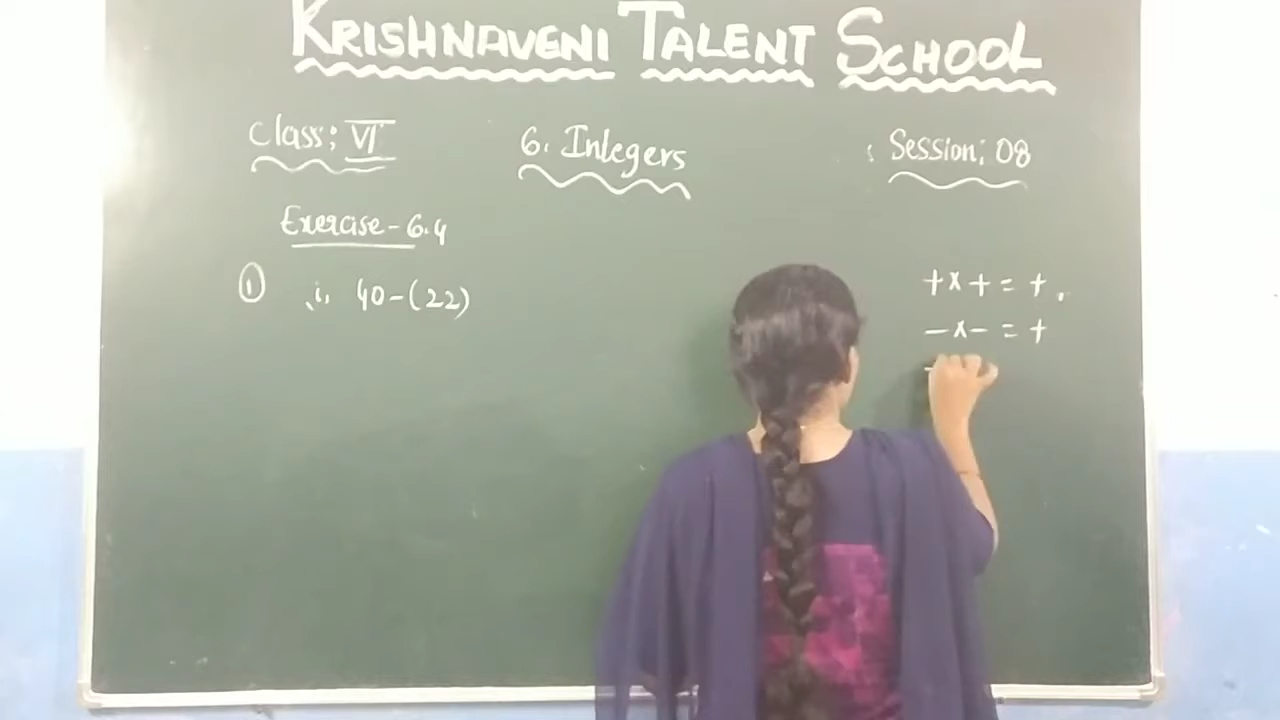 KRISHNAVENI TALENT SCHOOL
Class: VI 6. Integers : Session: 08
Exercise - 6.4
① i, 40-(22)
+ x + = +,
- x - = +
-